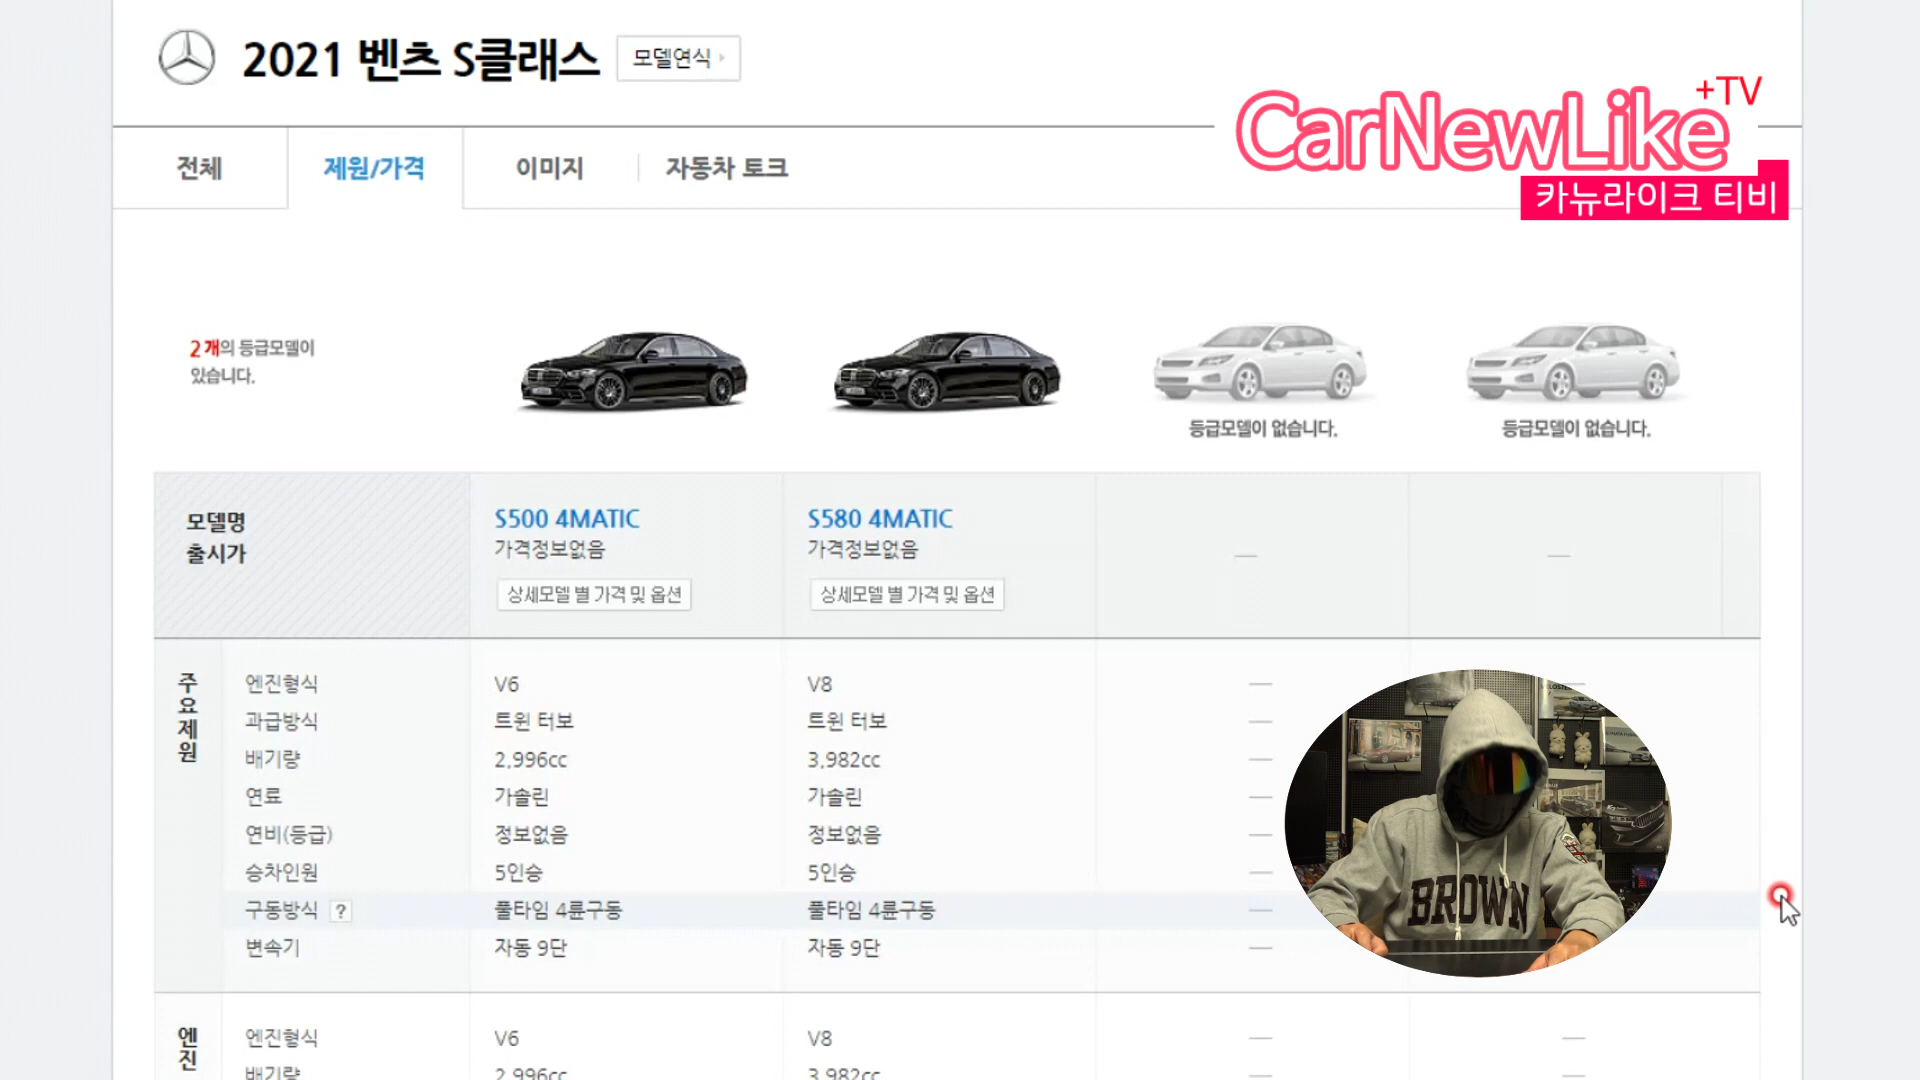 2021 벤츠 S클래스 모델연식
+TV
CarNewLike
카뉴라이크 티비
전체 제원/가격 이미지 자동차 토크
2개의 등급모델이
있습니다.
등급모델이 없습니다. 등급모델이 없습니다.
모델명 S500 4MATIC S580 4MATIC
출시가 가격정보없음 가격정보없음
상세모델 별 가격 및 옵션 상세모델 별 가격 및 옵션
주요제원
엔진형식 V6 V8
과급방식 트윈 터보 트윈 터보
배기량 2,996cc 3,982cc
연료 가솔린 가솔린
연비(등급) 정보없음 정보없음
승차인원 5인승 5인승
구동방식 ? 풀타임 4륜구동 풀타임 4륜구동
변속기 자동 9단 자동 9단
BROWN
엔진
엔진형식 V6 V8
배기량 2,996cc 3,982cc